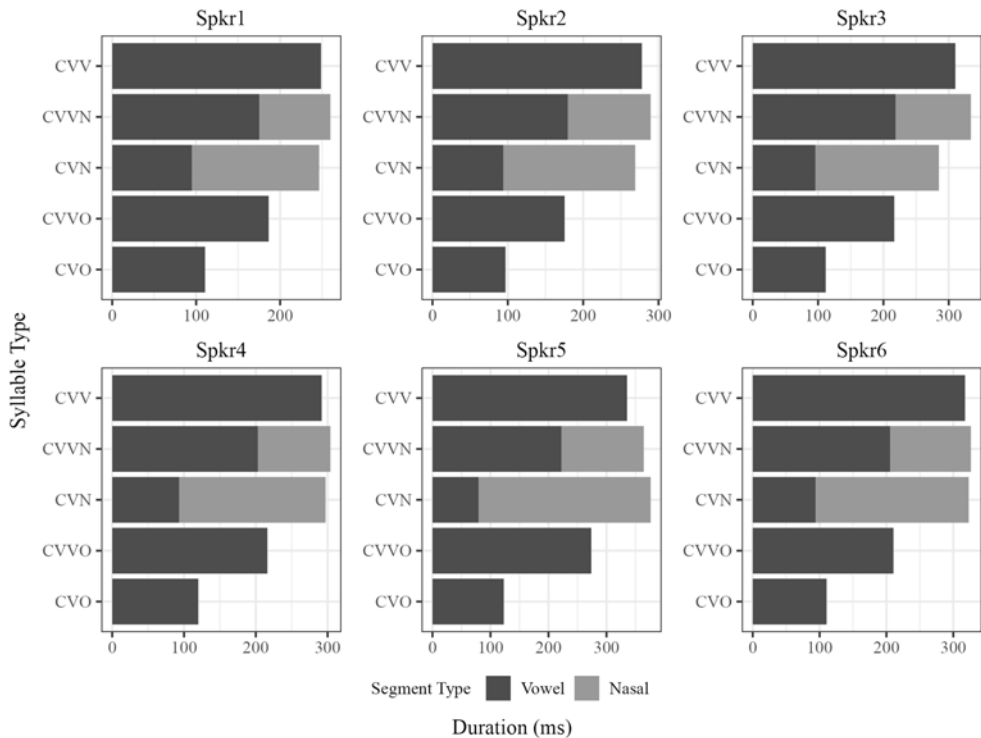 Spkr1 Spkr2 Spkr3
CVV CVV CVV
CVVN CVVN CVVN
CVN CVN CVN
CVVO CVVO CVVO
CVO CVO CVO
0 100 200 0 100 200 300 0 100 200 300
Syllable Type
Spkr4 Spkr5 Spkr6
CVV CVV CVV
CVVN CVVN CVVN
CVN CVN CVN
CVVO CVVO CVVO
CVO CVO CVO
0 100 200 300 0 100 200 300 0 100 200 300
Segment Type Vowel Nasal
Duration (ms)